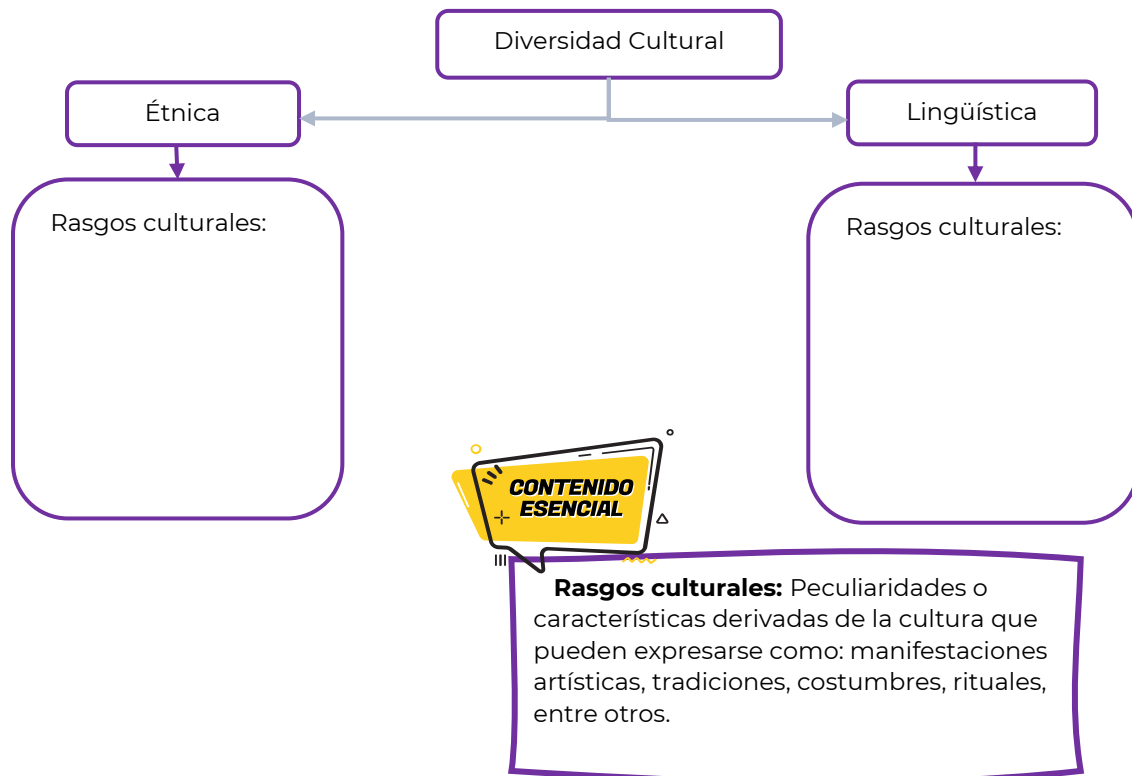 Diversidad Cultural
Étnica
Lingüística
Rasgos culturales:
Rasgos culturales:
CONTENIDO
ESENCIAL
Rasgos culturales: Peculiaridades o
características derivadas de la cultura que
pueden expresarse como: manifestaciones
artísticas, tradiciones, costumbres, rituales,
entre otros.